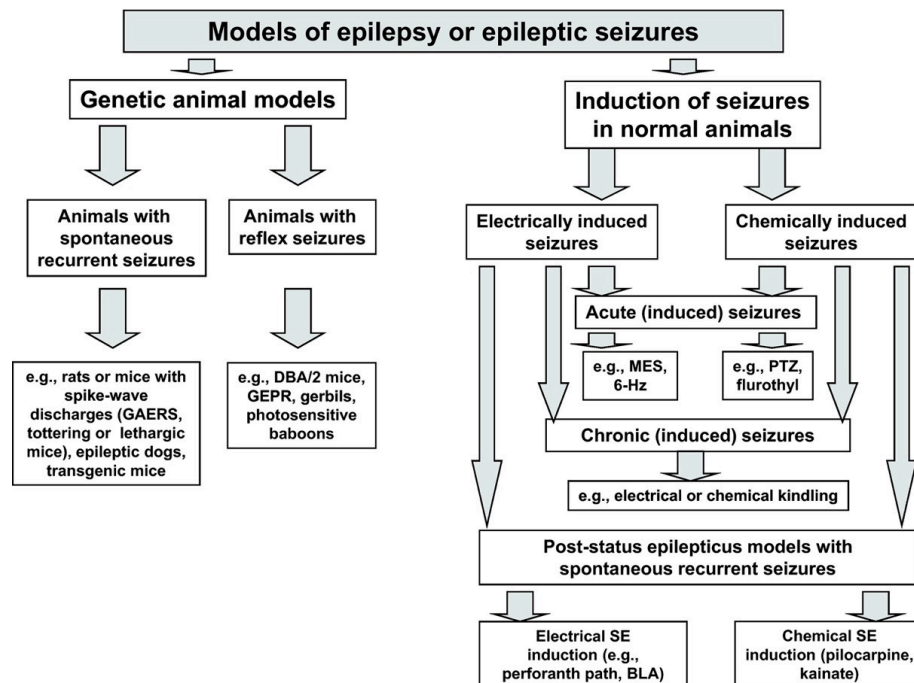 Models of epilepsy or epileptic seizures
Genetic animal models
Induction of seizures
in normal animals
Animals with
spontaneous
recurrent seizures
Animals with
reflex seizures
Electrically induced
seizures
Chemically induced
seizures
Acute (induced) seizures
e.g., rats or mice with
spike-wave
discharges (GAERS,
tottering or lethargic
mice), epileptic dogs,
transgenic mice
e.g., DBA/2 mice,
GEPR, gerbils,
photosensitive
baboons
e.g., MES,
6-Hz
e.g., PTZ,
flurothyl
Chronic (induced) seizures
e.g., electrical or chemical kindling
Post-status epilepticus models with
spontaneous recurrent seizures
Electrical SE
induction (e.g.,
perforanth path, BLA)
Chemical SE
induction (pilocarpine,
kainate)